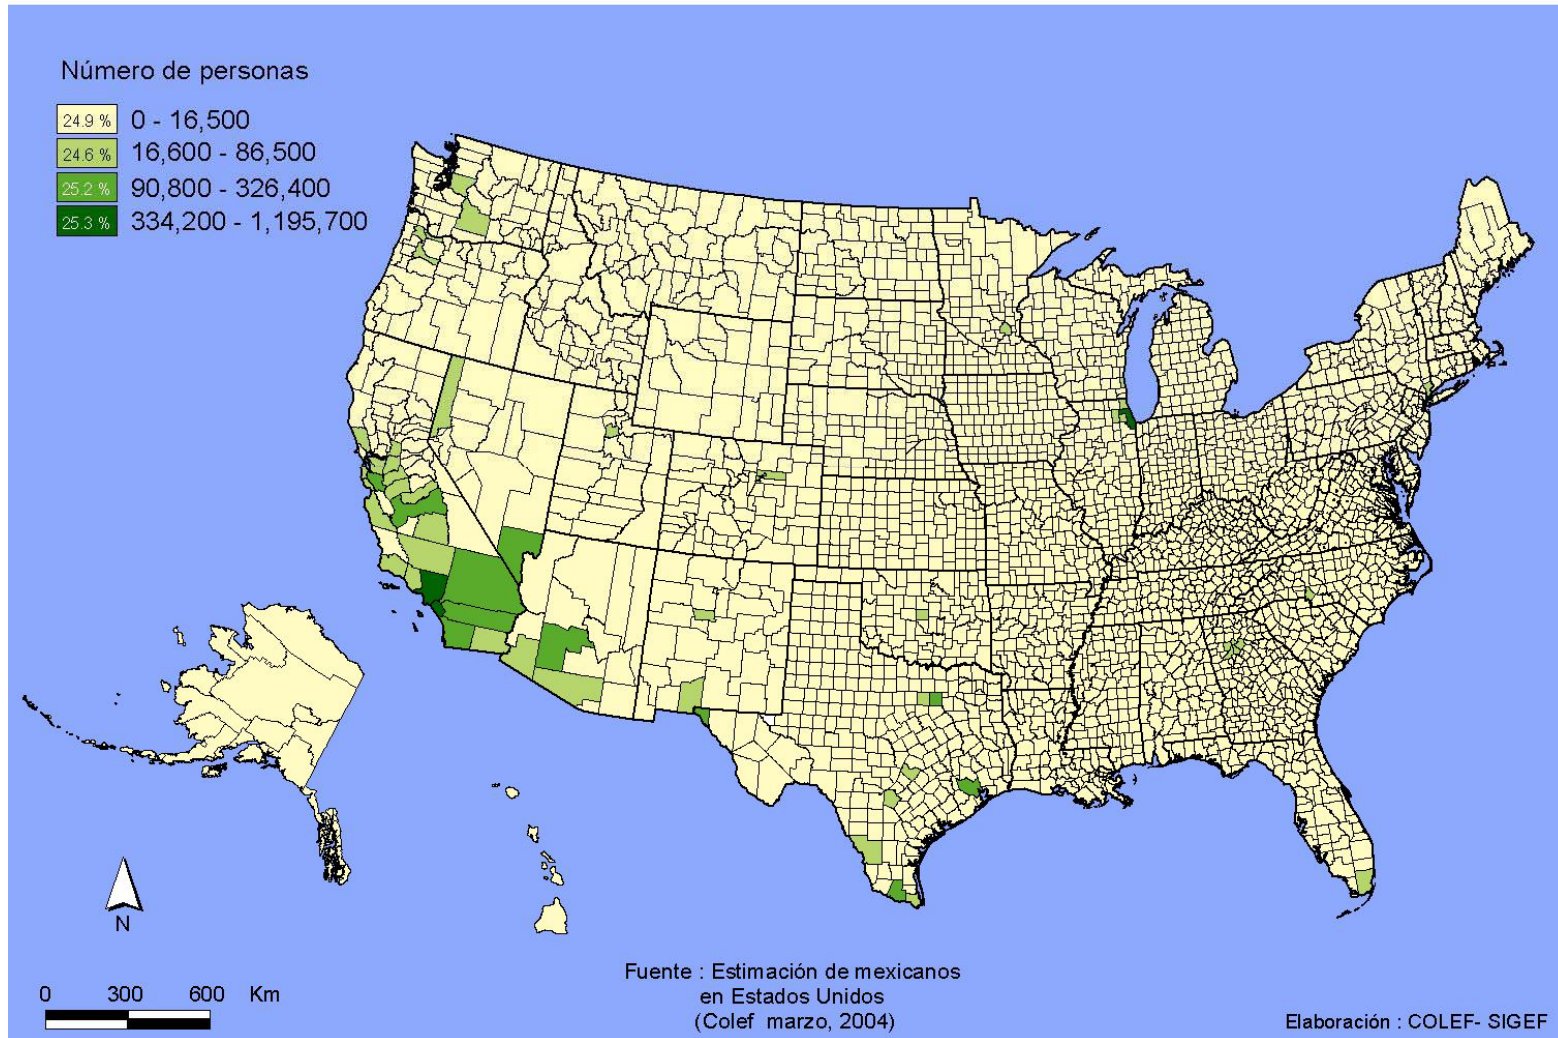 Número de personas
24.9 % 0 - 16,500
24.6 % 16,600 - 86,500
25.2 % 90,800 - 326,400
25.3 % 334,200 - 1,195,700
N
0 300 600 Km
Fuente : Estimación de mexicanos
en Estados Unidos
(Colef marzo, 2004)
Elaboración : COLEF- SIGEF